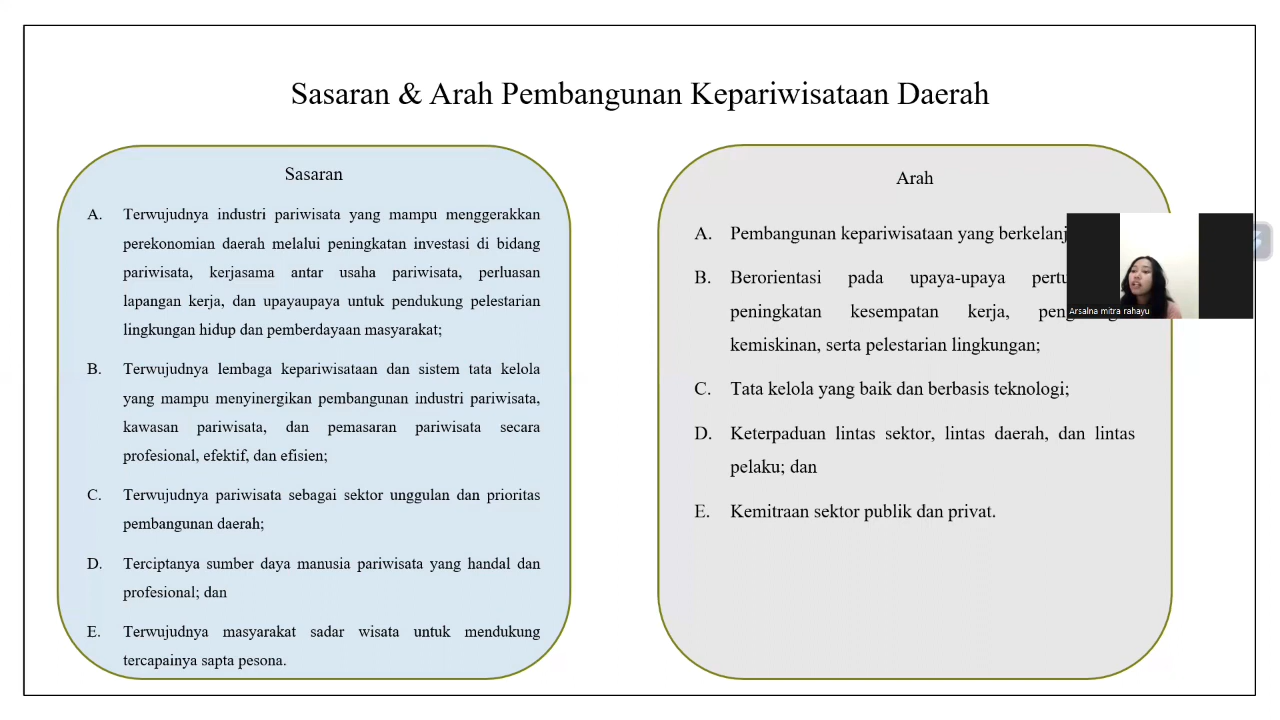 Sasaran & Arah Pembangunan Kepariwisataan Daerah
Sasaran
A. Terwujudnya industri pariwisata yang mampu menggerakkan
perekonomian daerah melalui peningkatan investasi di bidang
pariwisata, kerjasama antar usaha pariwisata, perluasan
lapangan kerja, dan upayaupaya untuk pendukung pelestarian
lingkungan hidup dan pemberdayaan masyarakat;
B. Terwujudnya lembaga kepariwisataan dan sistem tata kelola
yang mampu menyinergikan pembangunan industri pariwisata,
kawasan pariwisata, dan pemasaran pariwisata secara
profesional, efektif, dan efisien;
C. Terwujudnya pariwisata sebagai sektor unggulan dan prioritas
pembangunan daerah;
D. Terciptanya sumber daya manusia pariwisata yang handal dan
profesional; dan
E. Terwujudnya masyarakat sadar wisata untuk mendukung
tercapainya sapta pesona.
Arah
A. Pembangunan kepariwisataan yang
B. Berorientasi pada upaya-upaya
peningkatan kesempatan kerja,
kemiskinan, serta pelestarian lingkungan;
C. Tata kelola yang baik dan berbasis teknologi;
D. Keterpaduan lintas sektor, lintas daerah, dan lintas
pelaku; dan
E. Kemitraan sektor publik dan privat.
Arsalna mitra rahayu